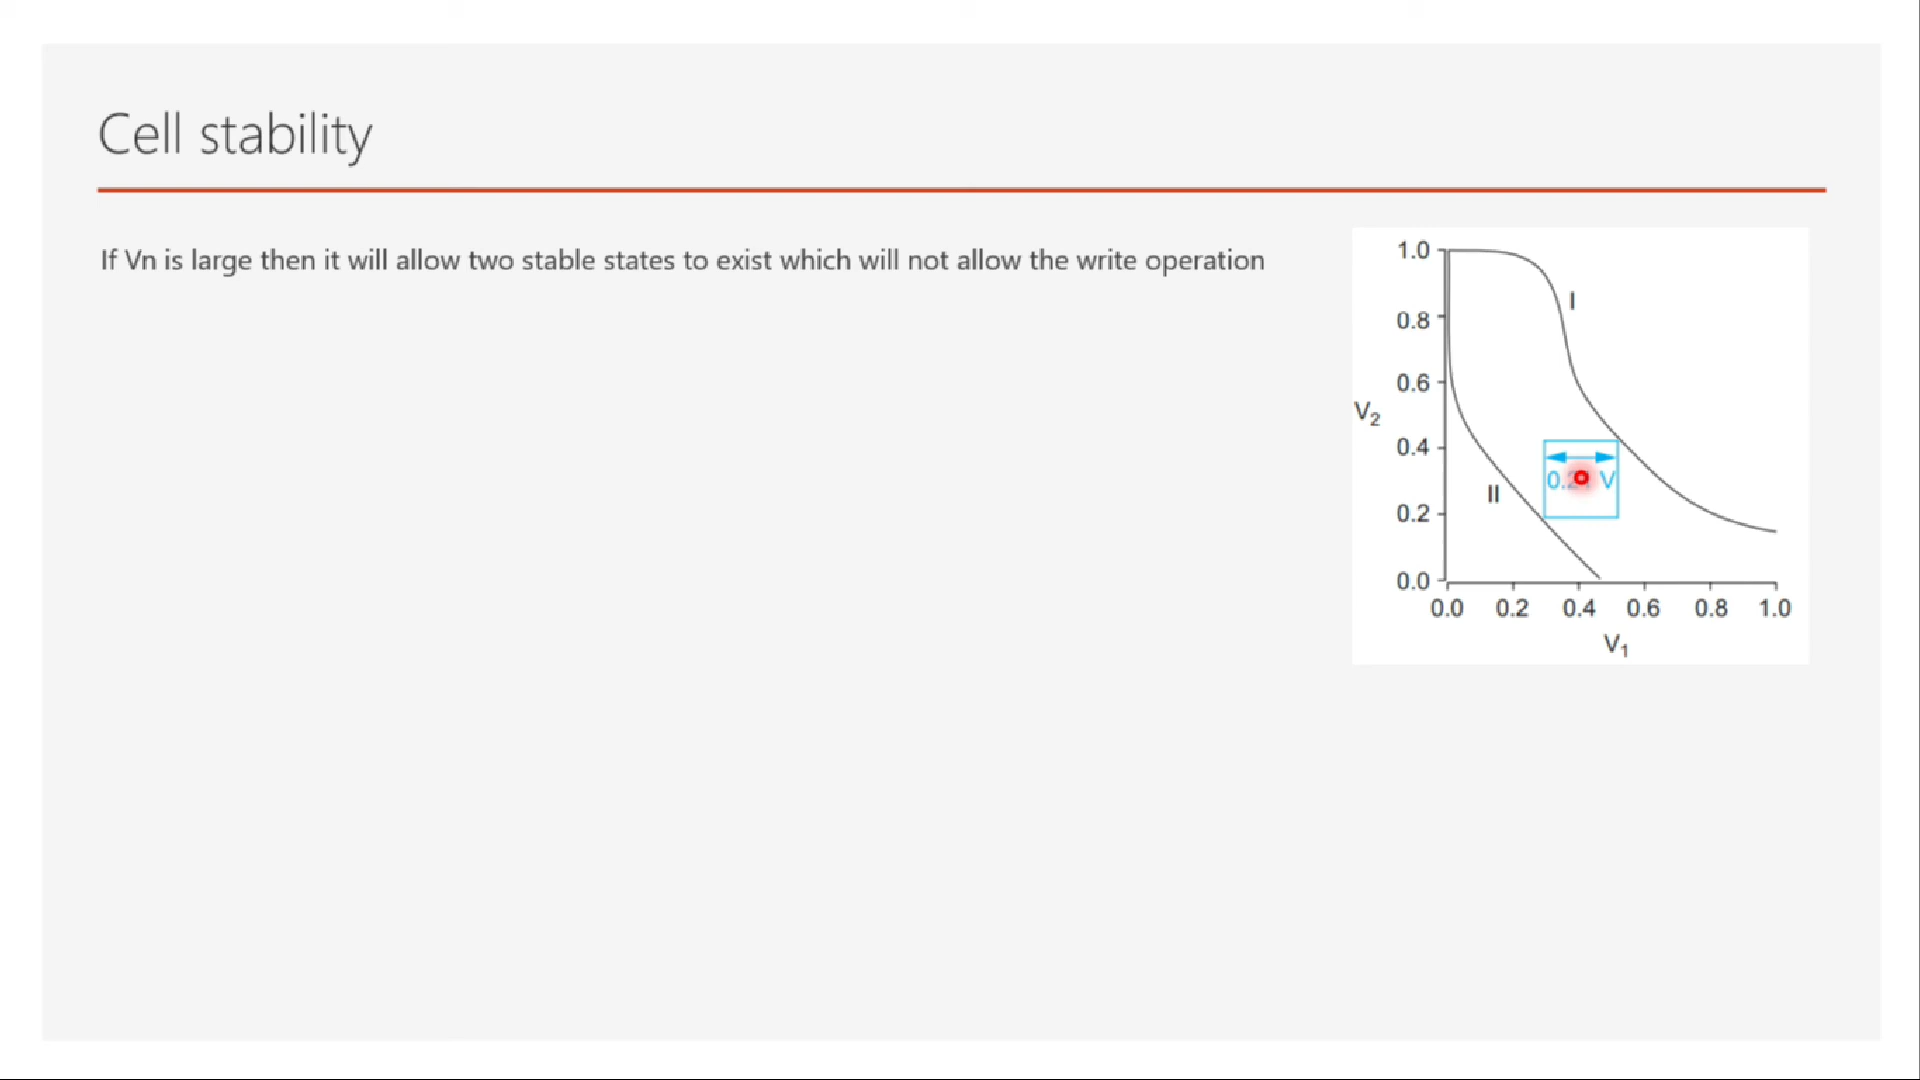 Cell stability
If Vn is large then it will allow two stable states to exist which will not allow the write operation
1.0
I
0.8
0.6
V2
0.4
V
II
0.2
0.0
0.0 0.2 0.4 0.6 0.8 1.0
V1